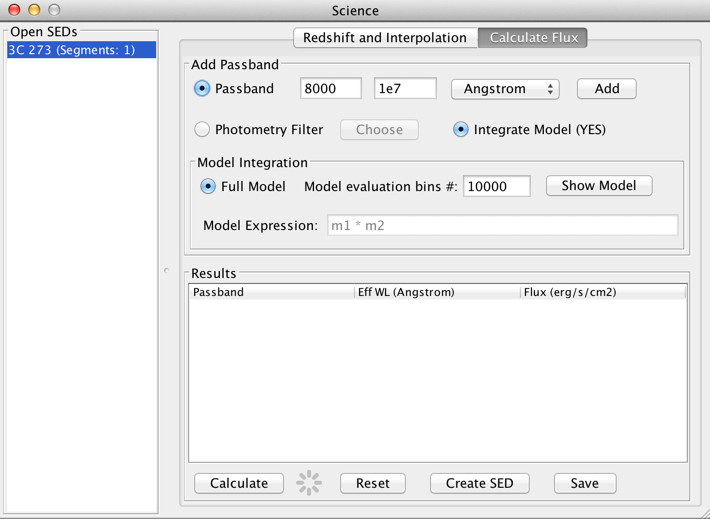 Science
Open SEDs
3C 273 (Segments: 1)
Redshift and Interpolation Calculate Flux
Add Passband
Passband 8000 1e7 Angstrom Add
Photometry Filter Choose Integrate Model (YES)
Model Integration
Full Model Model evaluation bins #: 10000 Show Model
Model Expression: m1 * m2
Results
Passband Eff WL (Angstrom) Flux (erg/s/cm2)
Calculate Reset Create SED Save